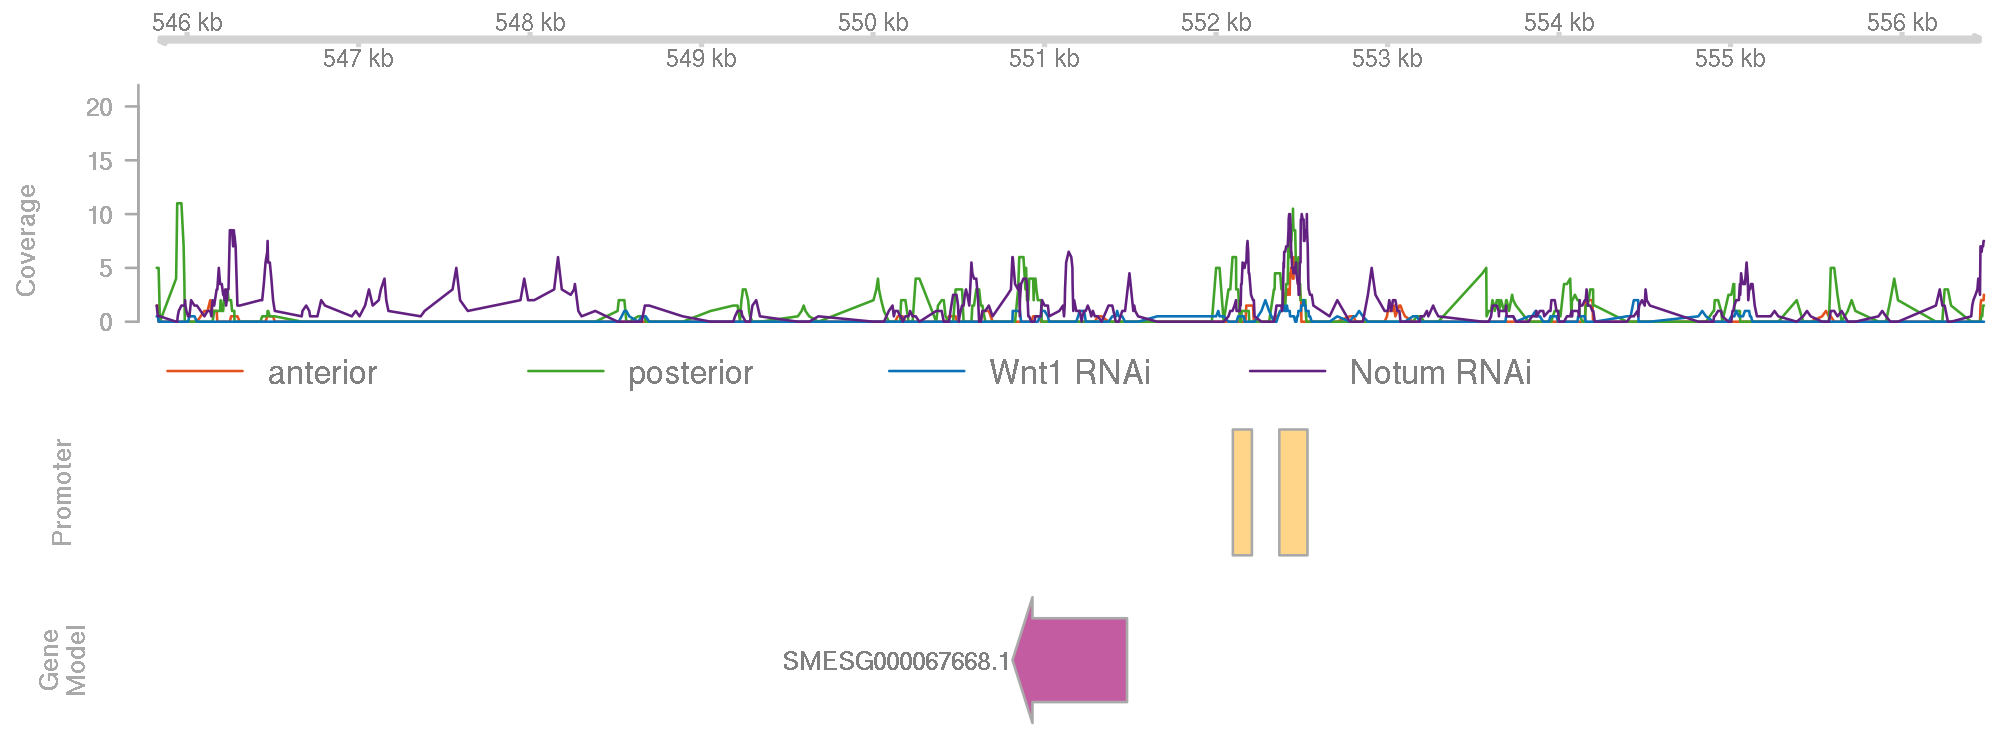 546 kb 548 kb 550 kb 552 kb 554 kb 556 kb
547 kb 549 kb 551 kb 553 kb 555 kb
Coverage
20
15
10
5
0
anterior posterior Wnt1 RNAi Notum RNAi
Promoter
Gene
Model
SMESG000067668.1